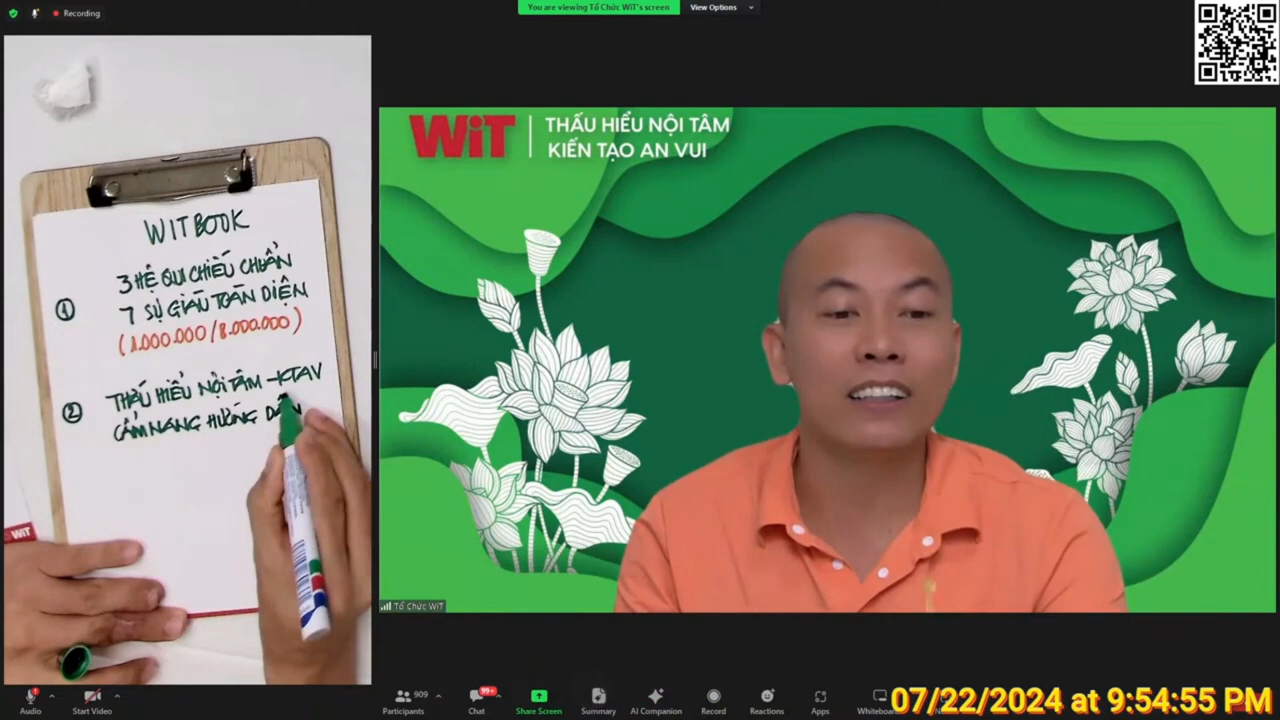 Recording
You are viewing Tổ Chức WiT's screen
View Options
WiT
THẤU HIỂU NỘI TÂM
KIẾN TẠO AN VUI
WITBOOK
① 3 HỆ QUI CHIẾU CHUẨN
7 SỰ GIÀU TOÀN DIỆN
(1.000.000/8.000.000)
② THẤU HIỂU NỘI TÂM - KTAV
CẨM NANG HƯỚNG
WiT
Tổ Chức WiT
Audio
Start Video
909
Participants
99+
Chat
Share Screen
Summary
AI Companion
Record
Reactions
Apps
Whiteboards
07/22/2024 at 9:54:55 PM